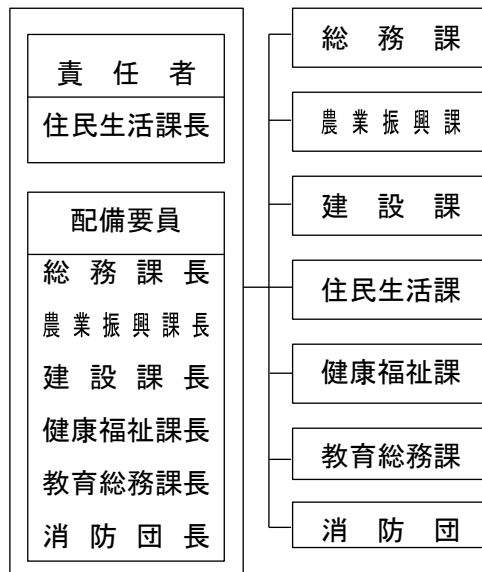 責任者
住民生活課長
配備要員
総務課長
農業振興課長
建設課長
健康福祉課長
教育総務課長
消防団長
総務課
農業振興課
建設課
住民生活課
健康福祉課
教育総務課
消防団